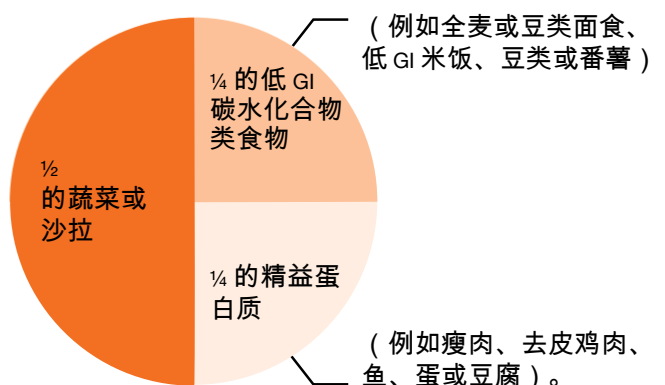 （例如全麦或豆类面食、
低 GI 米饭、豆类或番薯）
¼ 的低 GI
碳水化合物
类食物
½
的蔬菜或
沙拉
¼ 的精益蛋
白质
（例如瘦肉、去皮鸡肉、
鱼、蛋或豆腐）。